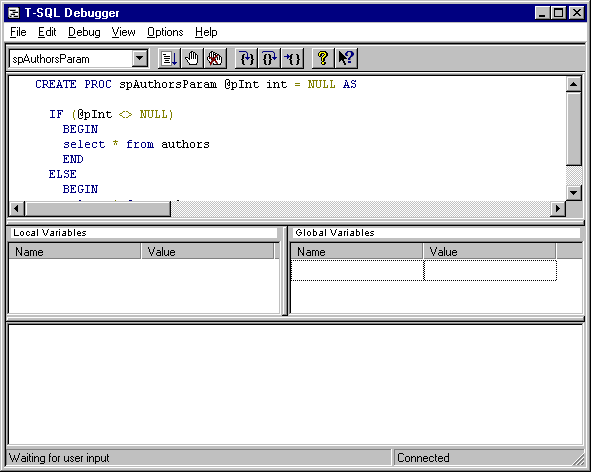 T-SQL Debugger
File Edit Debug View Options Help
spAuthorsParam
CREATE PROC spAuthorsParam @pInt int = NULL AS
IF (@pInt <> NULL)
BEGIN
select * from authors
END
ELSE
BEGIN
Local Variables Global Variables
Name Value Name Value
Waiting for user input Connected